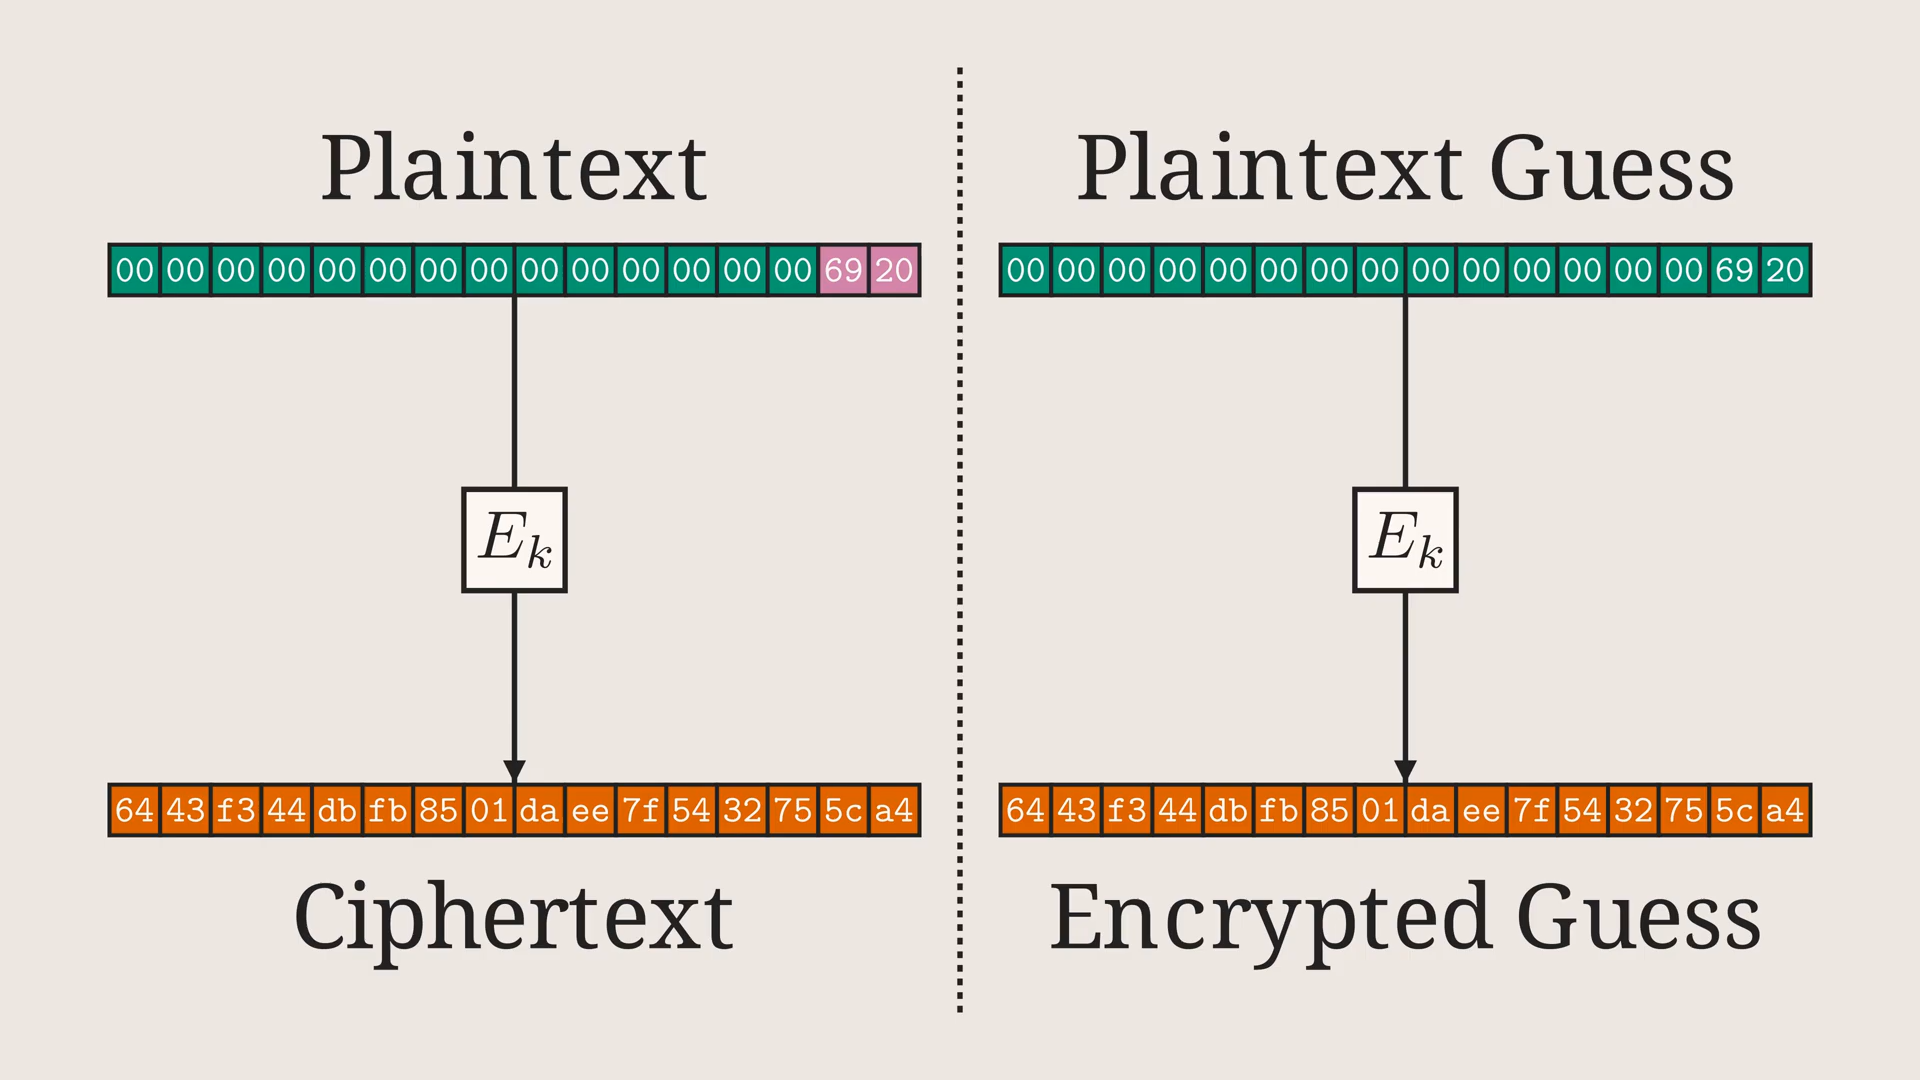 Plaintext
00 00 00 00 00 00 00 00 00 00 00 00 00 00 69 20
E_k
64 43 f3 44 db fb 85 01 da ee 7f 54 32 75 5c a4
Ciphertext
Plaintext Guess
00 00 00 00 00 00 00 00 00 00 00 00 00 00 69 20
E_k
64 43 f3 44 db fb 85 01 da ee 7f 54 32 75 5c a4
Encrypted Guess